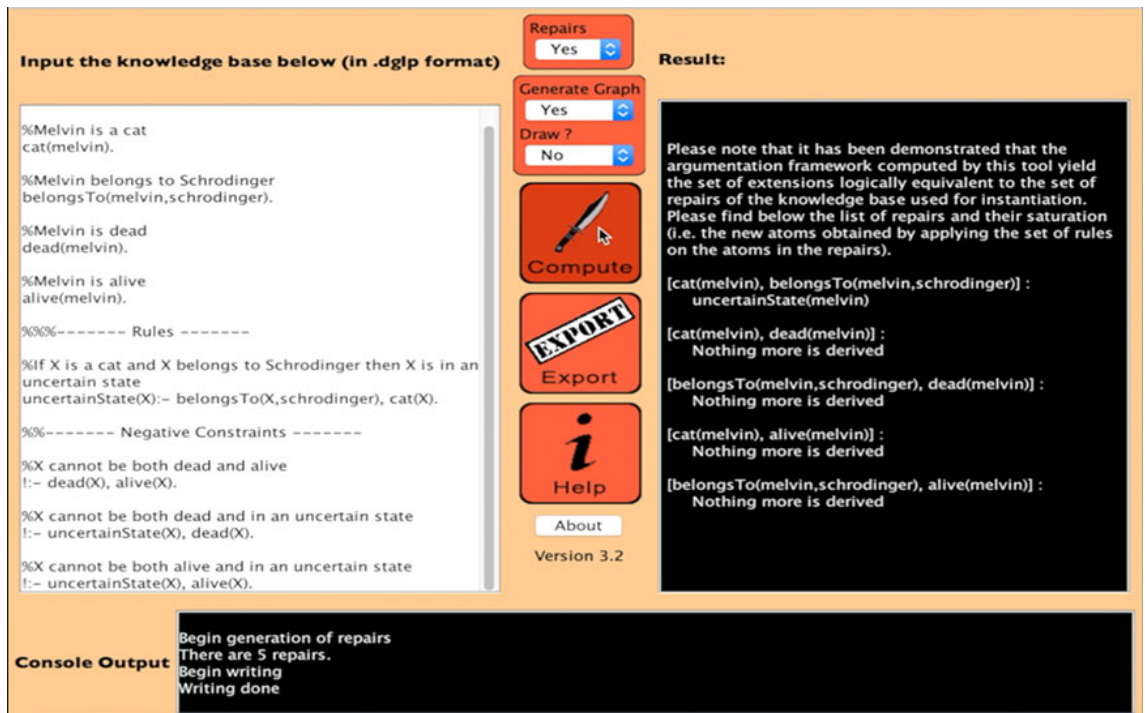 Input the knowledge base below (in .dglp format)
%Melvin is a cat
cat(melvin).
%Melvin belongs to Schrodinger
belongsTo(melvin,schrodinger).
%Melvin is dead
dead(melvin).
%Melvin is alive
alive(melvin).
%%%------- Rules -------
%If X is a cat and X belongs to Schrodinger then X is in an
uncertain state
uncertainState(X):- belongsTo(X,schrodinger), cat(X).
%%------- Negative Constraints -------
%X cannot be both dead and alive
!:- dead(X), alive(X).
%X cannot be both dead and in an uncertain state
!:- uncertainState(X), dead(X).
%X cannot be both alive and in an uncertain state
!:- uncertainState(X), alive(X).
Repairs
Yes
Generate Graph
Yes
Draw ?
No
Compute
EXPORT
Export
i
Help
About
Version 3.2
Result:
Please note that it has been demonstrated that the
argumentation framework computed by this tool yield
the set of extensions logically equivalent to the set of
repairs of the knowledge base used for instantiation.
Please find below the list of repairs and their saturation
(i.e. the new atoms obtained by applying the set of rules
on the atoms in the repairs).
[cat(melvin), belongsTo(melvin,schrodinger)] :
uncertainState(melvin)
[cat(melvin), dead(melvin)] :
Nothing more is derived
[belongsTo(melvin,schrodinger), dead(melvin)] :
Nothing more is derived
[cat(melvin), alive(melvin)] :
Nothing more is derived
[belongsTo(melvin,schrodinger), alive(melvin)] :
Nothing more is derived
Console Output
Begin generation of repairs
There are 5 repairs.
Begin writing
Writing done